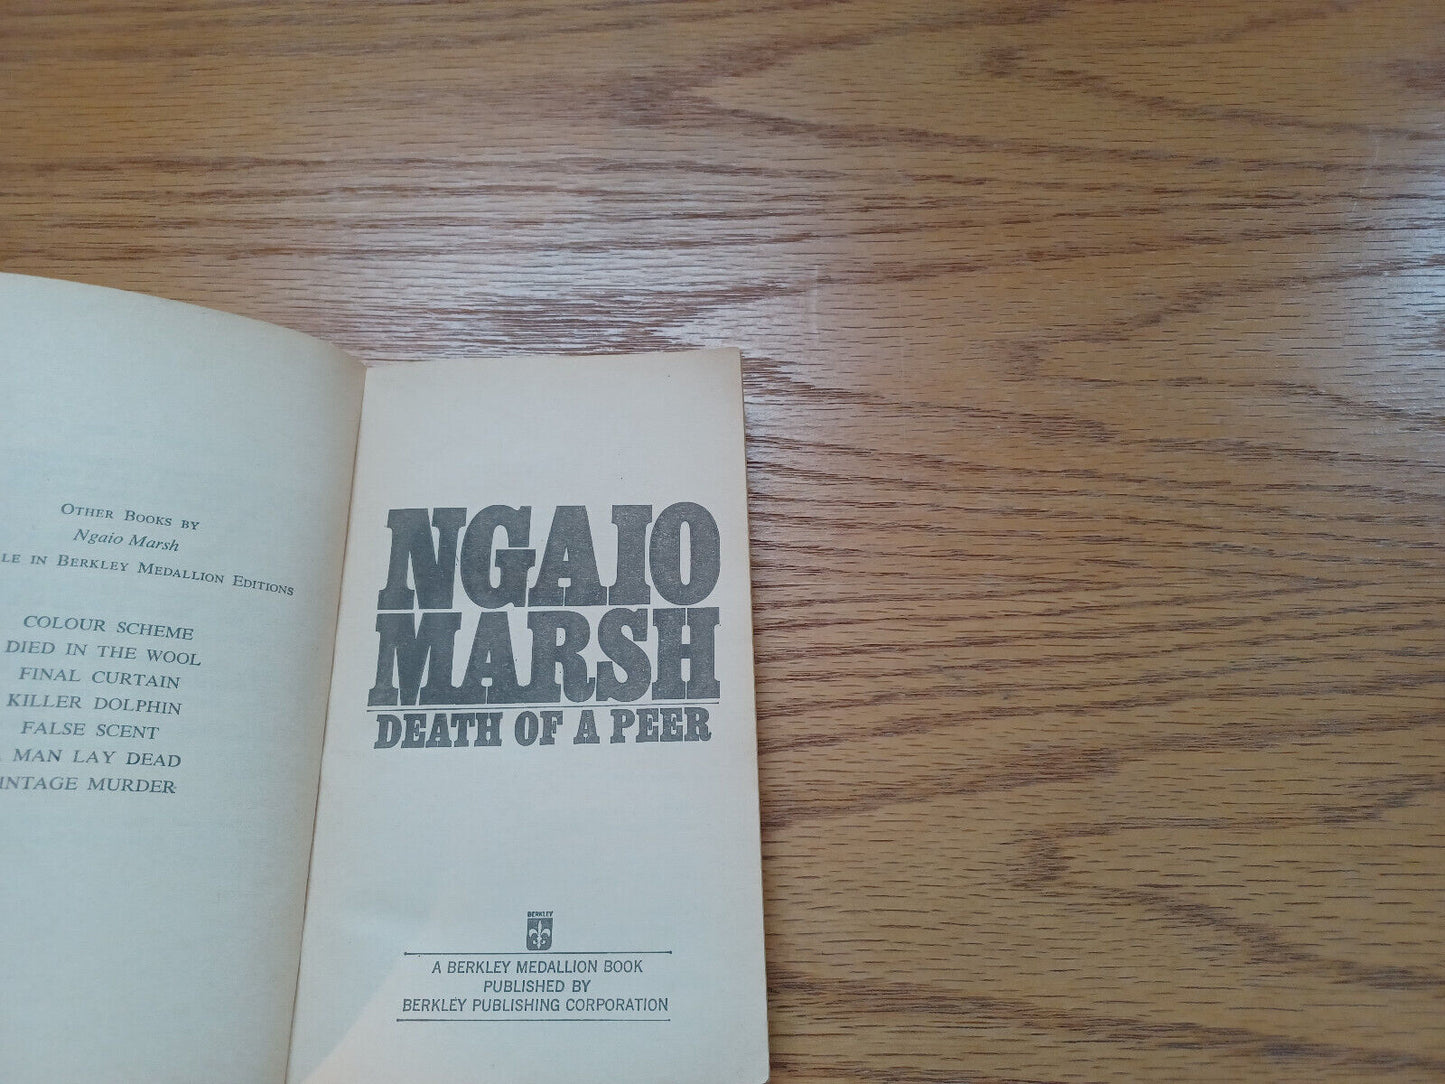 OTHER BOOKS BY
Ngaio Marsh
LE IN BERKLEY MEDALLION EDITIONS
COLOUR SCHEME
DIED IN THE WOOL
FINAL CURTAIN
KILLER DOLPHIN
FALSE SCENT
MAN LAY DEAD
INTAGE MURDER
NGAIO
MARSH
DEATH OF A PEER
BERKLEY
A BERKLEY MEDALLION BOOK
PUBLISHED BY
BERKLEY PUBLISHING CORPORATION